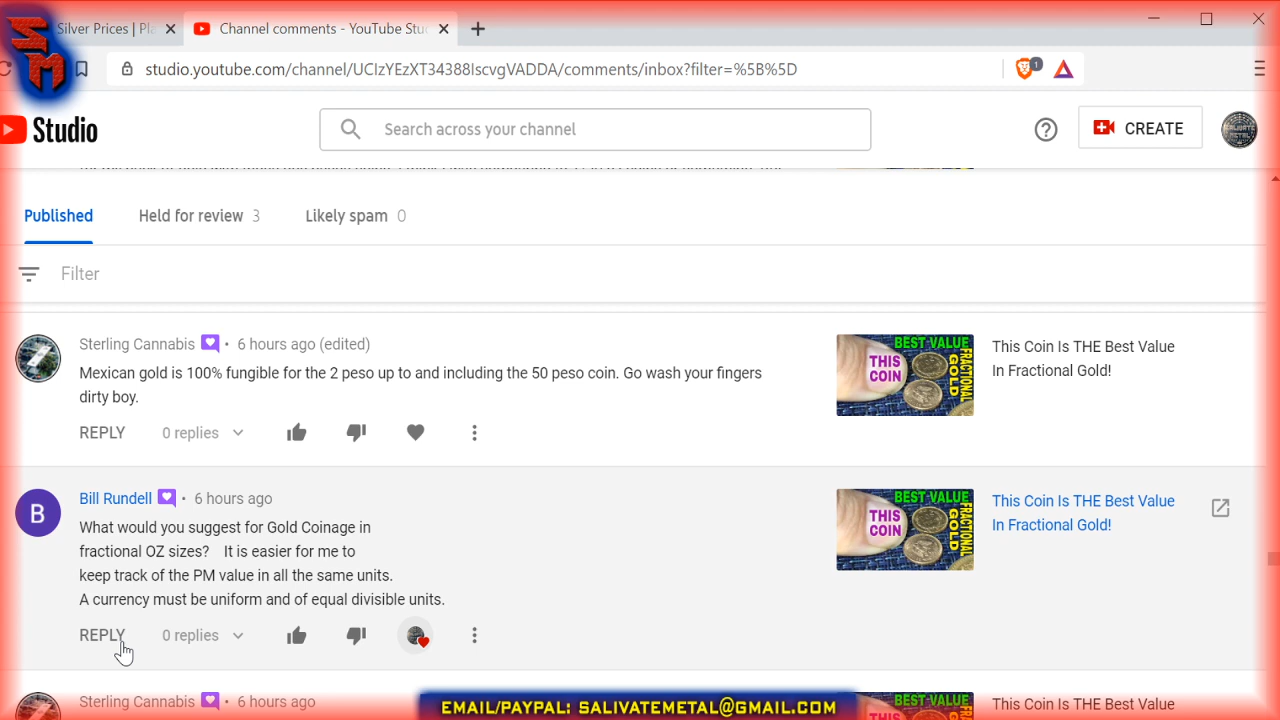 SM
Silver Prices | Pla
Channel comments - YouTube Stu
studio.youtube.com/channel/UCIzYEzXT34388IscvgVADDA/comments/inbox?filter=%5B%5D
1
Studio
Search across your channel
CREATE
SALIVATE METAL
Published
Held for review 3
Likely spam 0
Filter
Sterling Cannabis • 6 hours ago (edited)
Mexican gold is 100% fungible for the 2 peso up to and including the 50 peso coin. Go wash your fingers
dirty boy.
REPLY 0 replies
BEST VALUE
THIS
COIN
FRACTIONAL
GOLD
This Coin Is THE Best Value
In Fractional Gold!
B
Bill Rundell • 6 hours ago
What would you suggest for Gold Coinage in
fractional OZ sizes? It is easier for me to
keep track of the PM value in all the same units.
A currency must be uniform and of equal divisible units.
REPLY 0 replies
BEST VALUE
THIS
COIN
FRACTIONAL
GOLD
This Coin Is THE Best Value
In Fractional Gold!
Sterling Cannabis • 6 hours ago
BEST VALUE
This Coin Is THE Best Value
EMAIL/PAYPAL: SALIVATEMETAL@GMAIL.COM